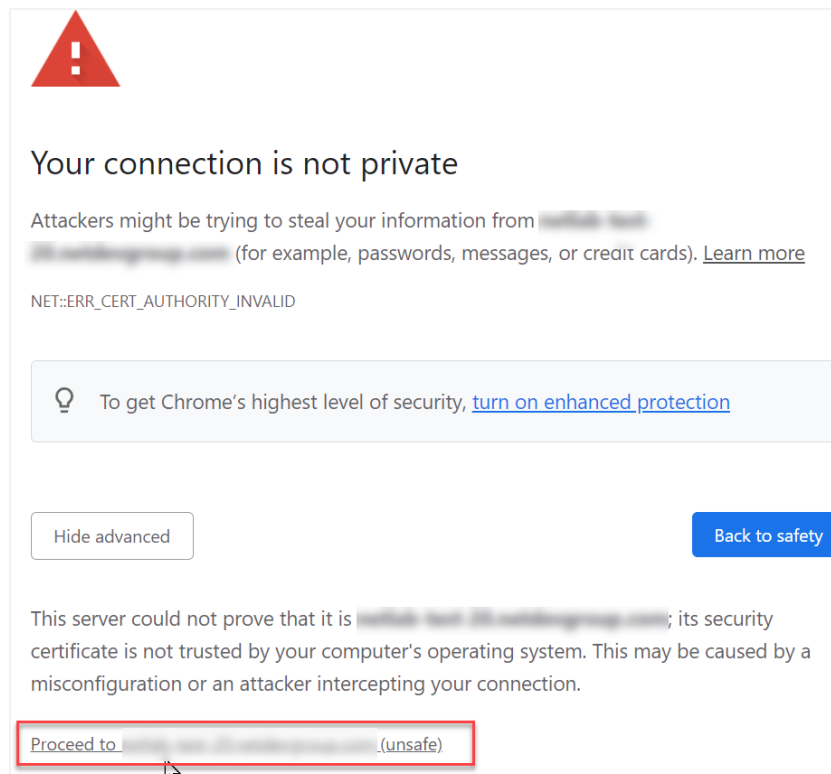 Your connection is not private
Attackers might be trying to steal your information from
(for example, passwords, messages, or credit cards). Learn more
NET::ERR_CERT_AUTHORITY_INVALID
To get Chrome’s highest level of security, turn on enhanced protection
Hide advanced
Back to safety
This server could not prove that it is ; its security
certificate is not trusted by your computer's operating system. This may be caused by a
misconfiguration or an attacker intercepting your connection.
Proceed to (unsafe)